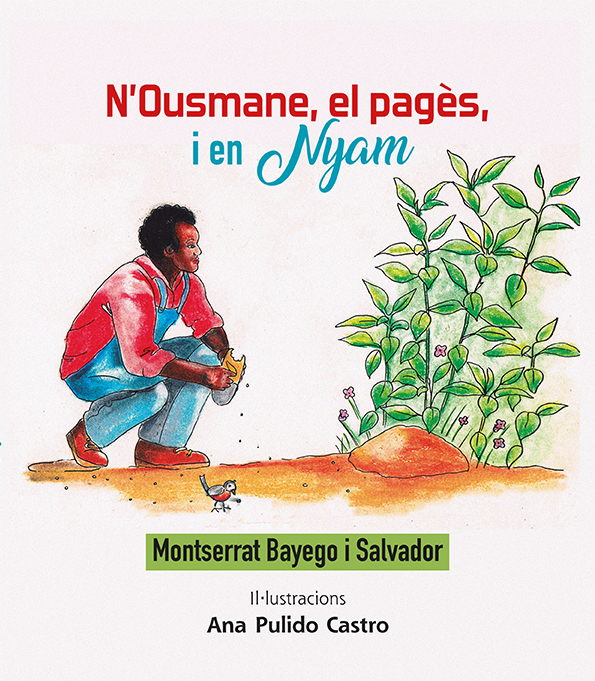 N'Ousmane, el pagès,
i en Nyam
Montserrat Bayego i Salvador
Il·lustracions
Ana Pulido Castro